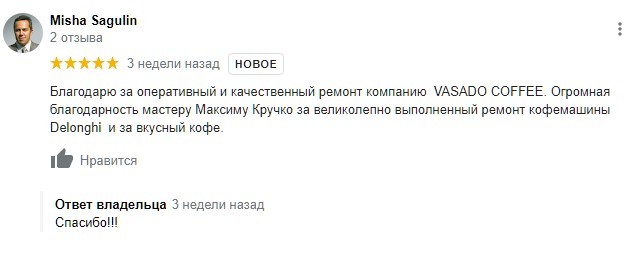 Misha Sagulin
2 отзыва
3 недели назад НОВОЕ
Благодарю за оперативный и качественный ремонт компанию VASADO COFFEE. Огромная
благодарность мастеру Максиму Кручко за великолепно выполненный ремонт кофемашины
Delonghi и за вкусный кофе.
Нравится
Ответ владельца 3 недели назад
Спасибо!!!